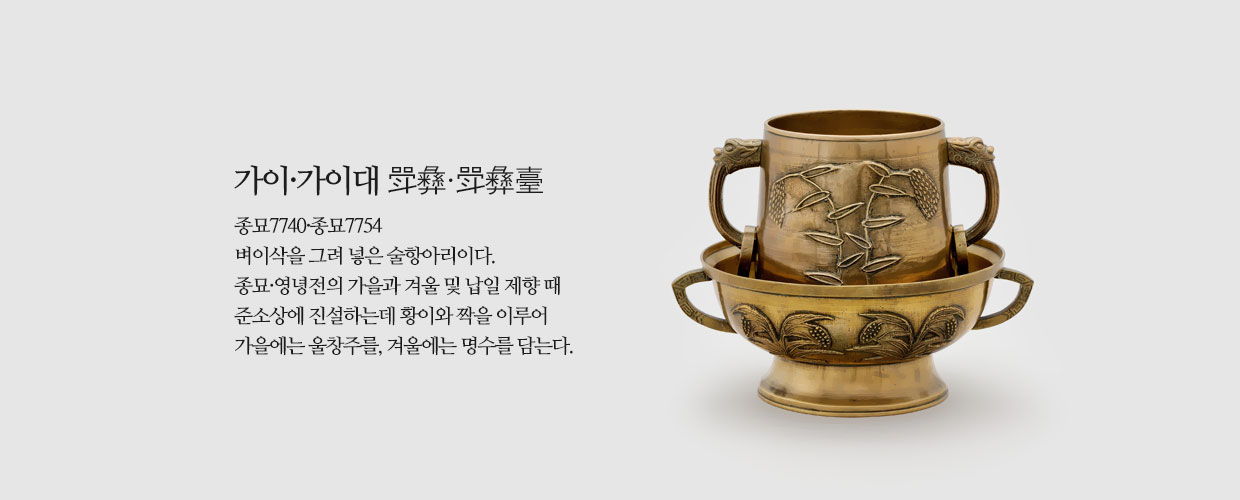 가이·가이대 斝彝·斝彝臺
종묘7740·종묘7754
벼이삭을 그려 넣은 술항아리이다.
종묘·영녕전의 가을과 겨울 및 납일 제향 때
준소상에 진설하는데 황이와 짝을 이루어
가을에는 울창주를, 겨울에는 명수를 담는다.